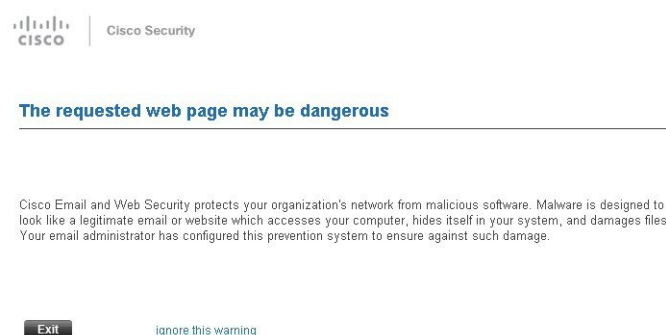 CISCO
Cisco Security
The requested web page may be dangerous
Cisco Email and Web Security protects your organization's network from malicious software. Malware is designed to
look like a legitimate email or website which accesses your computer, hides itself in your system, and damages files
Your email administrator has configured this prevention system to ensure against such damage.
Exit
ignore this warning